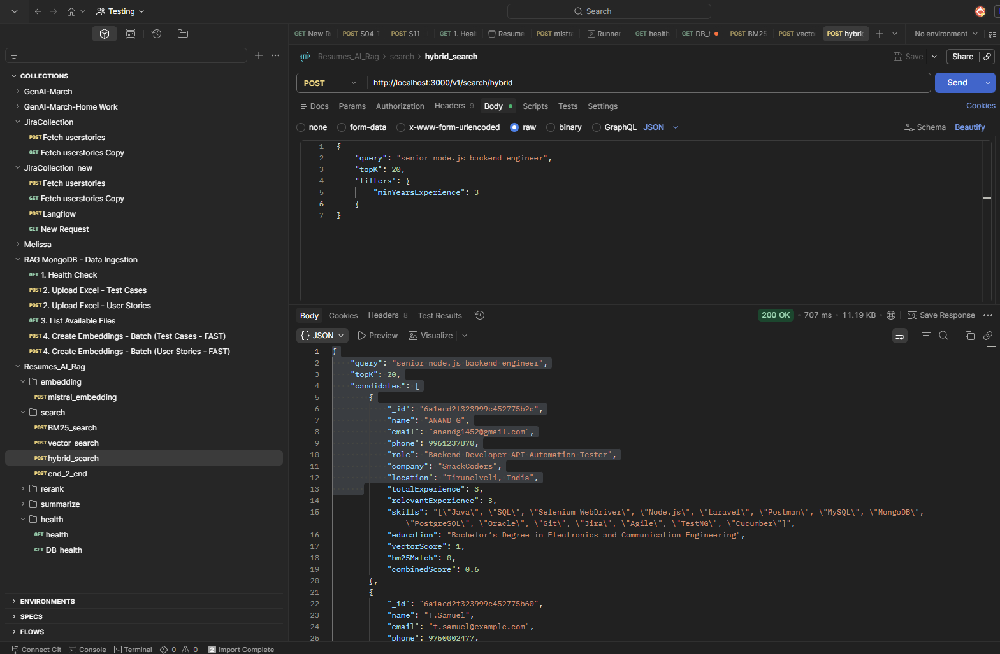 Testing
Search
GET New R
POST S04-T
POST S11 -
GET 1. Heal
Resume
POST mistra
Runner
GET health
GET DB_h
POST BM25
POST vecto
POST hybri
No environment
HTTP Resumes_AI_Rag > search > hybrid_search
Save
Share
POST
http://localhost:3000/v1/search/hybrid
Send
Docs Params Authorization Headers 9 Body Scripts Tests Settings
Cookies
none form-data x-www-form-urlencoded raw binary GraphQL JSON
Schema Beautify
1 {
2 "query": "senior node.js backend engineer",
3 "topK": 20,
4 "filters": {
5 "minYearsExperience": 3
6 }
7 }
COLLECTIONS
GenAI-March
GenAI-March-Home Work
JiraCollection
POST Fetch userstories
GET Fetch userstories Copy
JiraCollection_new
POST Fetch userstories
GET Fetch userstories Copy
POST Langflow
GET New Request
Melissa
RAG MongoDB - Data Ingestion
GET 1. Health Check
POST 2. Upload Excel - Test Cases
POST 2. Upload Excel - User Stories
GET 3. List Available Files
POST 4. Create Embeddings - Batch (Test Cases - FAST)
POST 4. Create Embeddings - Batch (User Stories - FAST)
Resumes_AI_Rag
embedding
POST mistral_embedding
search
POST BM25_search
POST vector_search
POST hybrid_search
POST end_2_end
rerank
summarize
health
GET health
GET DB_health
ENVIRONMENTS
SPECS
FLOWS
Body Cookies Headers 8 Test Results
200 OK • 707 ms • 11.19 KB
e.g. Save Response
{ } JSON Preview Visualize
1 {
2 "query": "senior node.js backend engineer",
3 "topK": 20,
4 "candidates": [
5 {
6 "_id": "6a1acd2f323999c452775b2c",
7 "name": "ANAND G",
8 "email": "anandg1452@gmail.com",
9 "phone": 9961237870,
10 "role": "Backend Developer API Automation Tester",
11 "company": "SmackCoders",
12 "location": "Tirunelveli, India",
13 "totalExperience": 3,
14 "relevantExperience": 3,
15 "skills": "[\"Java\", \"SQL\", \"Selenium WebDriver\", \"Node.js\", \"Laravel\", \"Postman\", \"MySQL\", \"MongoDB\",
\"PostgreSQL\", \"Oracle\", \"Git\", \"Jira\", \"Agile\", \"TestNG\", \"Cucumber\"]",
16 "education": "Bachelor’s Degree in Electronics and Communication Engineering",
17 "vectorScore": 1,
18 "bm25Match": 0,
19 "combinedScore": 0.6
20 },
21 {
22 "_id": "6a1acd2f323999c452775b60",
23 "name": "T.Samuel",
24 "email": "t.samuel@example.com",
25 "phone": 9750002477,
Connect Git Console Terminal 0 0 2 Import Complete